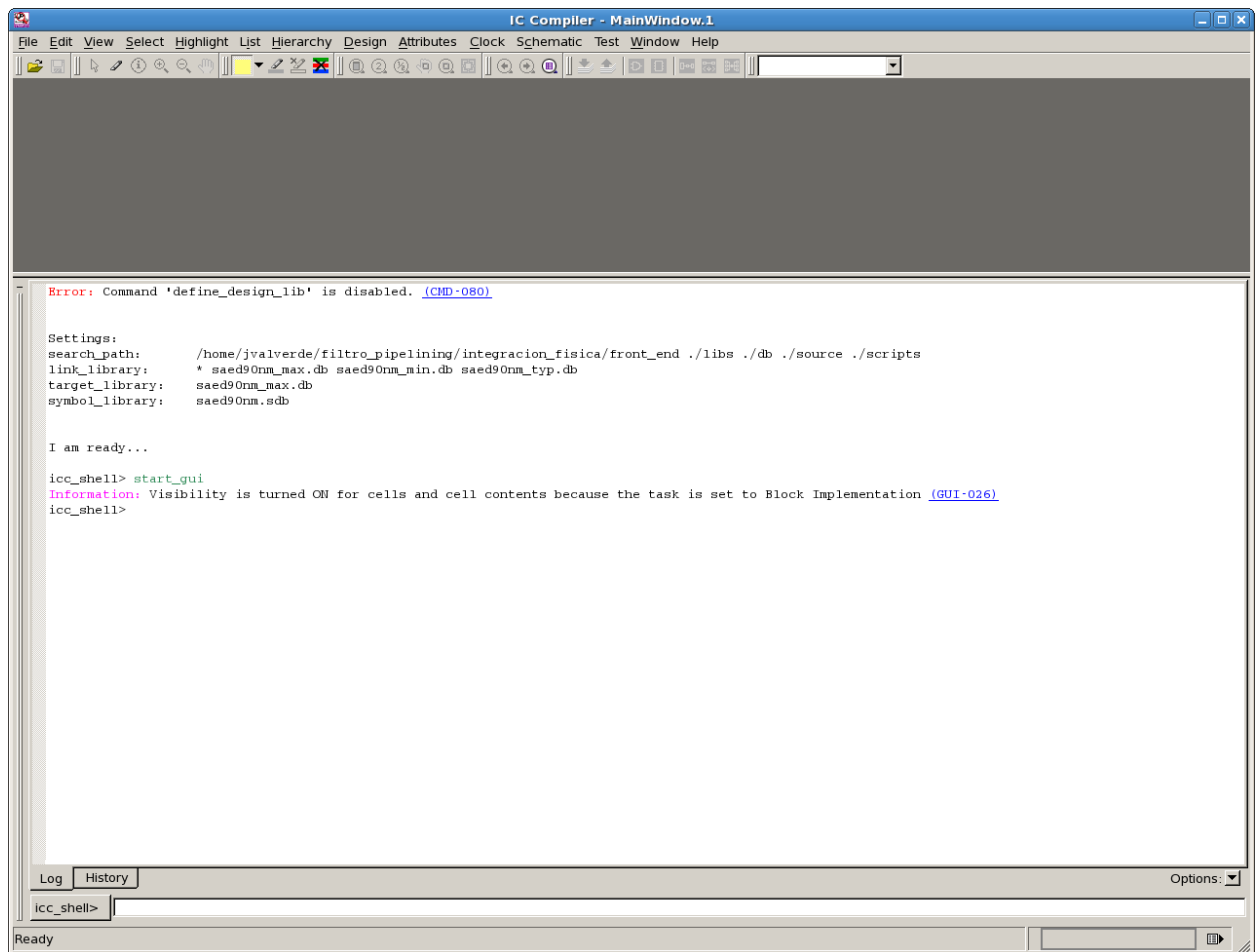 IC Compiler - MainWindow.1
File Edit View Select Highlight List Hierarchy Design Attributes Clock Schematic Test Window Help
Error: Command 'define_design_lib' is disabled. (CMD-080)
Settings:
search_path: /home/jvalverde/filtro_pipelining/integracion_fisica/front_end ./libs ./db ./source ./scripts
link_library: * saed90nm_max.db saed90nm_min.db saed90nm_typ.db
target_library: saed90nm_max.db
symbol_library: saed90nm.sdb
I am ready...
icc_shell> start_gui
Information: Visibility is turned ON for cells and cell contents because the task is set to Block Implementation (GUI-026)
icc_shell>
Log History Options:
icc_shell>
Ready